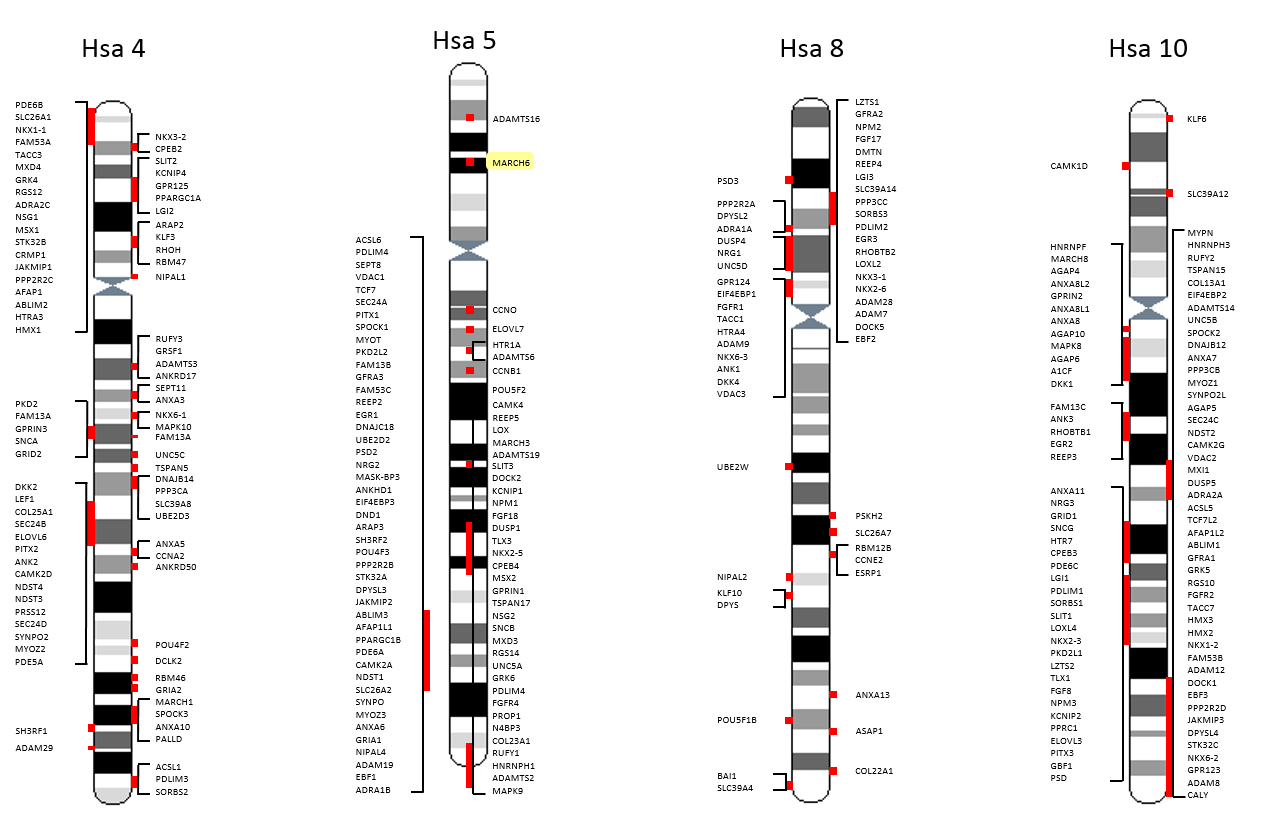 Hsa 4
PDE6B
SLC26A1
NKX1-1
FAM53A
TACC3
MXD4
GRK4
RGS12
ADRA2C
NSG1
MSX1
STK32B
CRMP1
JAKMIP1
PPP2R2C
AFAP1
ABLIM2
HTRA3
HMX1
PKD2
FAM13A
GPRIN3
SNCA
GRID2
DKK2
LEF1
COL25A1
SEC24B
ELOVL6
PITX2
ANK2
CAMK2D
NDST4
NDST3
PRSS12
SEC24D
SYNPO2
MYOZ2
PDE5A
SH3RF1
ADAM29
NKX3-2
CPEB2
SLIT2
KCNIP4
GPR125
PPARGC1A
LGI2
ARAP2
KLF3
RHOH
RBM47
NIPAL1
RUFY3
GRSF1
ADAMTS3
ANKRD17
SEPT11
ANXA3
NKX6-1
MAPK10
FAM13A
UNC5C
TSPAN5
DNAJB14
PPP3CA
SLC39A8
UBE2D3
ANXA5
CCNA2
ANKRD50
POU4F2
DCLK2
RBM46
GRIA2
MARCH1
SPOCK3
ANXA10
PALLD
ACSL1
PDLIM3
SORBS2
Hsa 5
ACSL6
PDLIM4
SEPT8
VDAC1
TCF7
SEC24A
PITX1
SPOCK1
MYOT
PKD2L2
FAM13B
GFRA3
FAM53C
REEP2
EGR1
DNAJC18
UBE2D2
PSD2
NRG2
MASK-BP3
ANKHD1
EIF4EBP3
DND1
ARAP3
SH3RF2
POU4F3
PPP2R2B
STK32A
DPYSL3
JAKMIP2
ABLIM3
AFAP1L1
PPARGC1B
PDE6A
CAMK2A
NDST1
SLC26A2
SYNPO
MYOZ3
ANXA6
GRIA1
NIPAL4
ADAM19
EBF1
ADRA1B
ADAMTS16
MARCH6
CCNO
ELOVL7
HTR1A
ADAMTS6
CCNB1
POU5F2
CAMK4
REEP5
LOX
MARCH3
ADAMTS19
SLIT3
DOCK2
KCNIP1
NPM1
FGF18
DUSP1
TLX3
NKX2-5
CPEB4
MSX2
GPRIN1
TSPAN17
NSG2
SNCB
MXD3
RGS14
UNC5A
GRK6
PDLIM4
FGFR4
PROP1
N4BP3
COL23A1
RUFY1
HNRNPH1
ADAMTS2
MAPK9
Hsa 8
PSD3
PPP2R2A
DPYSL2
ADRA1A
DUSP4
NRG1
UNC5D
GPR124
EIF4EBP1
FGFR1
TACC1
HTRA4
ADAM9
NKX6-3
ANK1
DKK4
VDAC3
UBE2W
NIPAL2
KLF10
DPYS
POU5F1B
BAI1
SLC39A4
LZTS1
GFRA2
NPM2
FGF17
DMTN
REEP4
LGI3
SLC39A14
PPP3CC
SORBS3
PDLIM2
EGR3
RHOBTB2
LOXL2
NKX3-1
NKX2-6
ADAM28
ADAM7
DOCK5
EBF2
PSKH2
SLC26A7
RBM12B
CCNE2
ESRP1
ANXA13
ASAP1
COL22A1
Hsa 10
CAMK1D
HNRNPF
MARCH8
AGAP4
ANXA8L2
GPRIN2
ANXA8L1
ANXA8
AGAP10
MAPK8
AGAP6
A1CF
DKK1
FAM13C
ANK3
RHOBTB1
EGR2
REEP3
ANXA11
NRG3
GRID1
SNCG
HTR7
CPEB3
PDE6C
LGI1
PDLIM1
SORBS1
SLIT1
LOXL4
NKX2-3
PKD2L1
LZTS2
TLX1
FGF8
NPM3
KCNIP2
PPRC1
ELOVL3
PITX3
GBF1
PSD
KLF6
SLC39A12
MYPN
HNRNPH3
RUFY2
TSPAN15
COL13A1
EIF4EBP2
ADAMTS14
UNC5B
SPOCK2
DNAJB12
ANXA7
PPP3CB
MYOZ1
SYNPO2L
AGAP5
SEC24C
NDST2
CAMK2G
VDAC2
MXI1
DUSP5
ADRA2A
ACSL5
TCF7L2
AFAP1L2
ABLIM1
GFRA1
GRK5
RGS10
FGFR2
TACC7
HMX3
HMX2
NKX1-2
FAM53B
ADAM12
DOCK1
EBF3
PPP2R2D
JAKMIP3
DPYSL4
STK32C
NKX6-2
GPR123
ADAM8
CALY